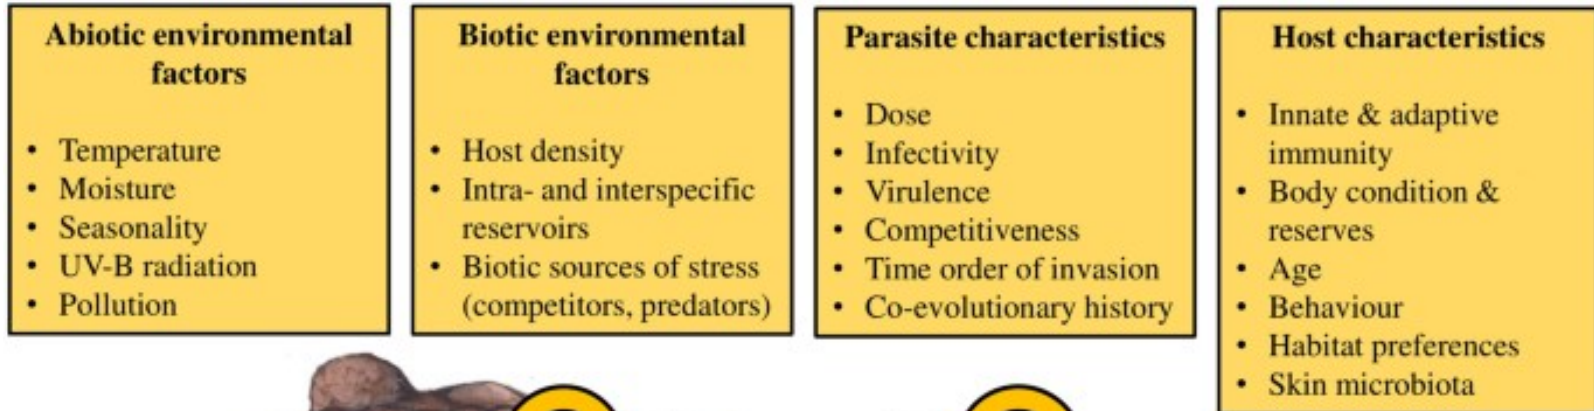 Abiotic environmental
factors
• Temperature
• Moisture
• Seasonality
• UV-B radiation
• Pollution
Biotic environmental
factors
• Host density
• Intra- and interspecific
reservoirs
• Biotic sources of stress
(competitors, predators)
Parasite characteristics
• Dose
• Infectivity
• Virulence
• Competitiveness
• Time order of invasion
• Co-evolutionary history
Host characteristics
• Innate & adaptive
immunity
• Body condition &
reserves
• Age
• Behaviour
• Habitat preferences
• Skin microbiota